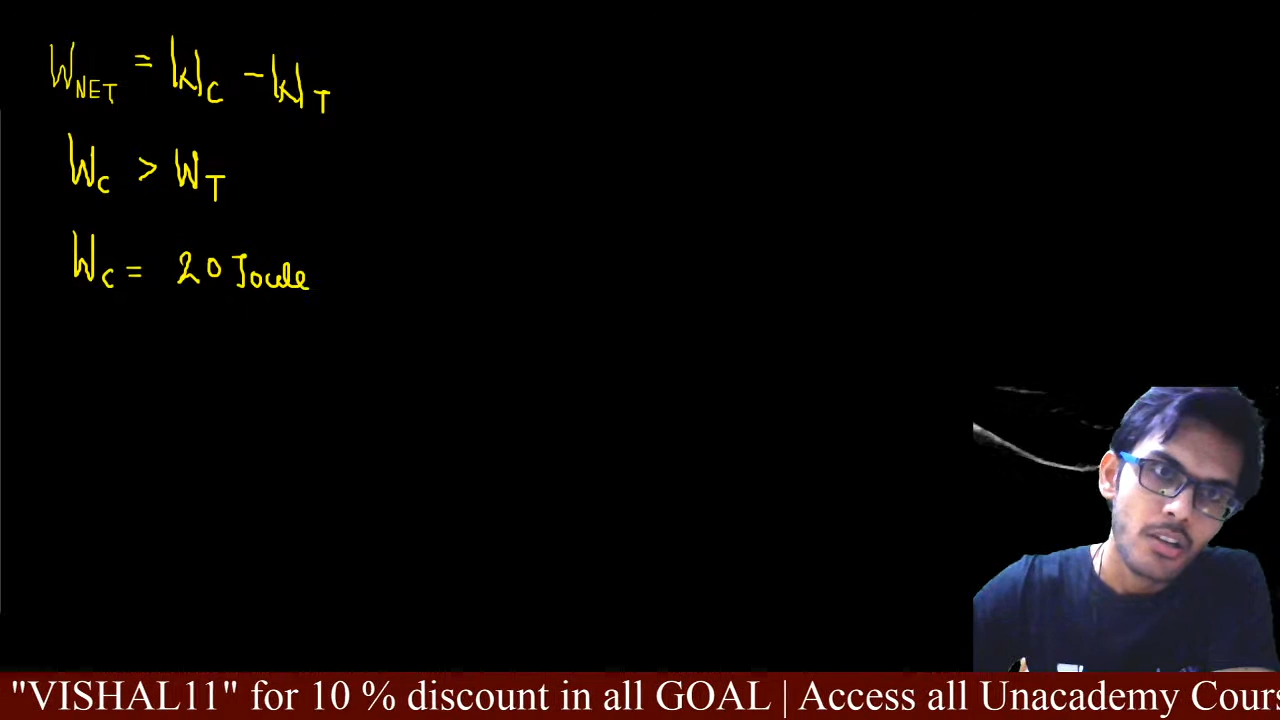 W_NET = W_C - W_T
W_C > W_T
W_C = 20 Joule
"VISHAL11" for 10 % discount in all GOAL | Access all Unacademy Cours